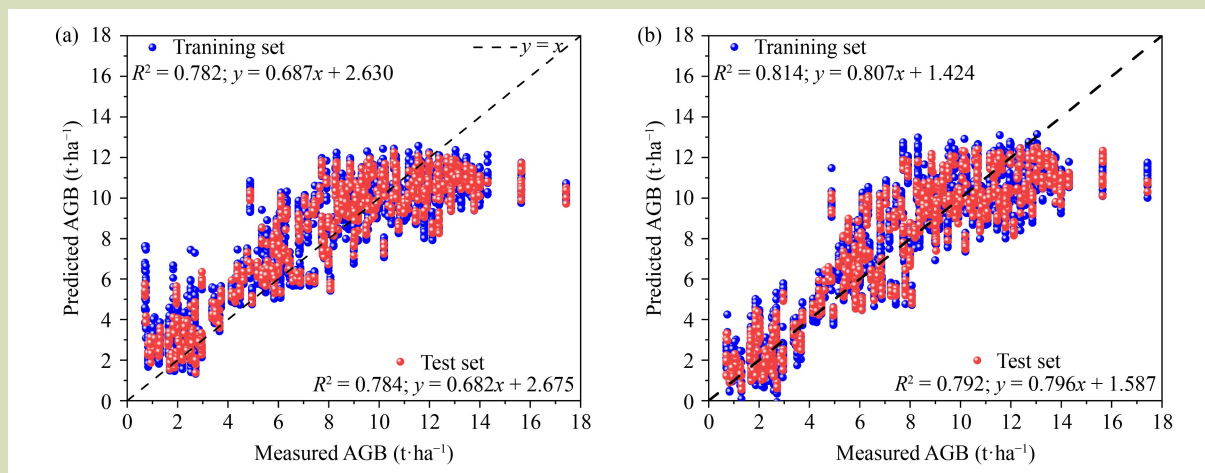 (a)
Tranining set
y = x
R² = 0.782; y = 0.687x + 2.630
18
16
14
12
10
8
6
4
2
0
Predicted AGB (t·ha⁻¹)
Test set
R² = 0.784; y = 0.682x + 2.675
0 2 4 6 8 10 12 14 16 18
Measured AGB (t·ha⁻¹)
(b)
Tranining set
R² = 0.814; y = 0.807x + 1.424
18
16
14
12
10
8
6
4
2
0
Predicted AGB (t·ha⁻¹)
Test set
R² = 0.792; y = 0.796x + 1.587
0 2 4 6 8 10 12 14 16 18
Measured AGB (t·ha⁻¹)